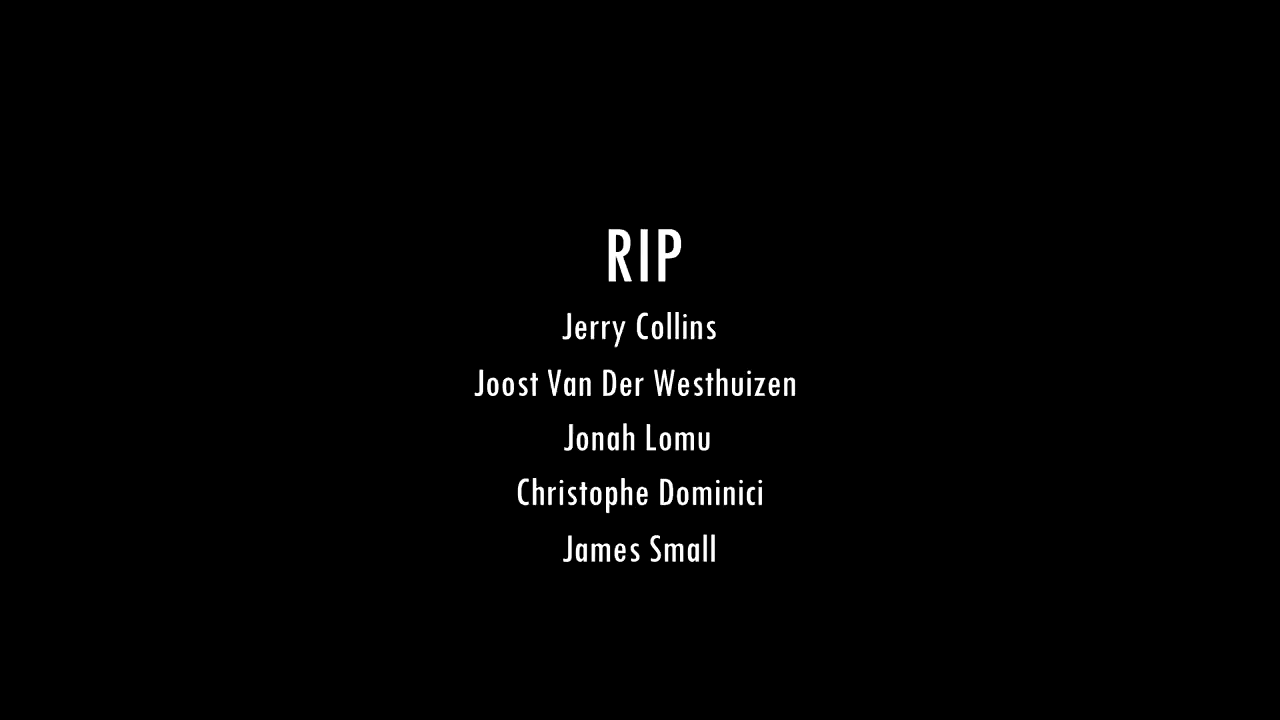 RIP
Jerry Collins
Joost Van Der Westhuizen
Jonah Lomu
Christophe Dominici
James Small